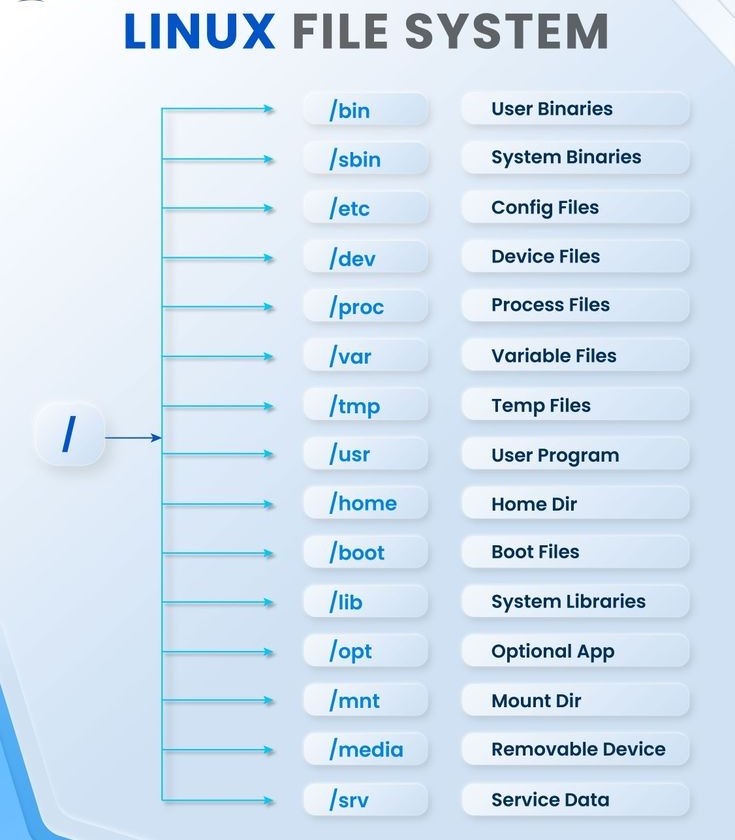 LINUX FILE SYSTEM
/bin User Binaries
/sbin System Binaries
/etc Config Files
/dev Device Files
/proc Process Files
/var Variable Files
/tmp Temp Files
/ 
/usr User Program
/home Home Dir
/boot Boot Files
/lib System Libraries
/opt Optional App
/mnt Mount Dir
/media Removable Device
/srv Service Data